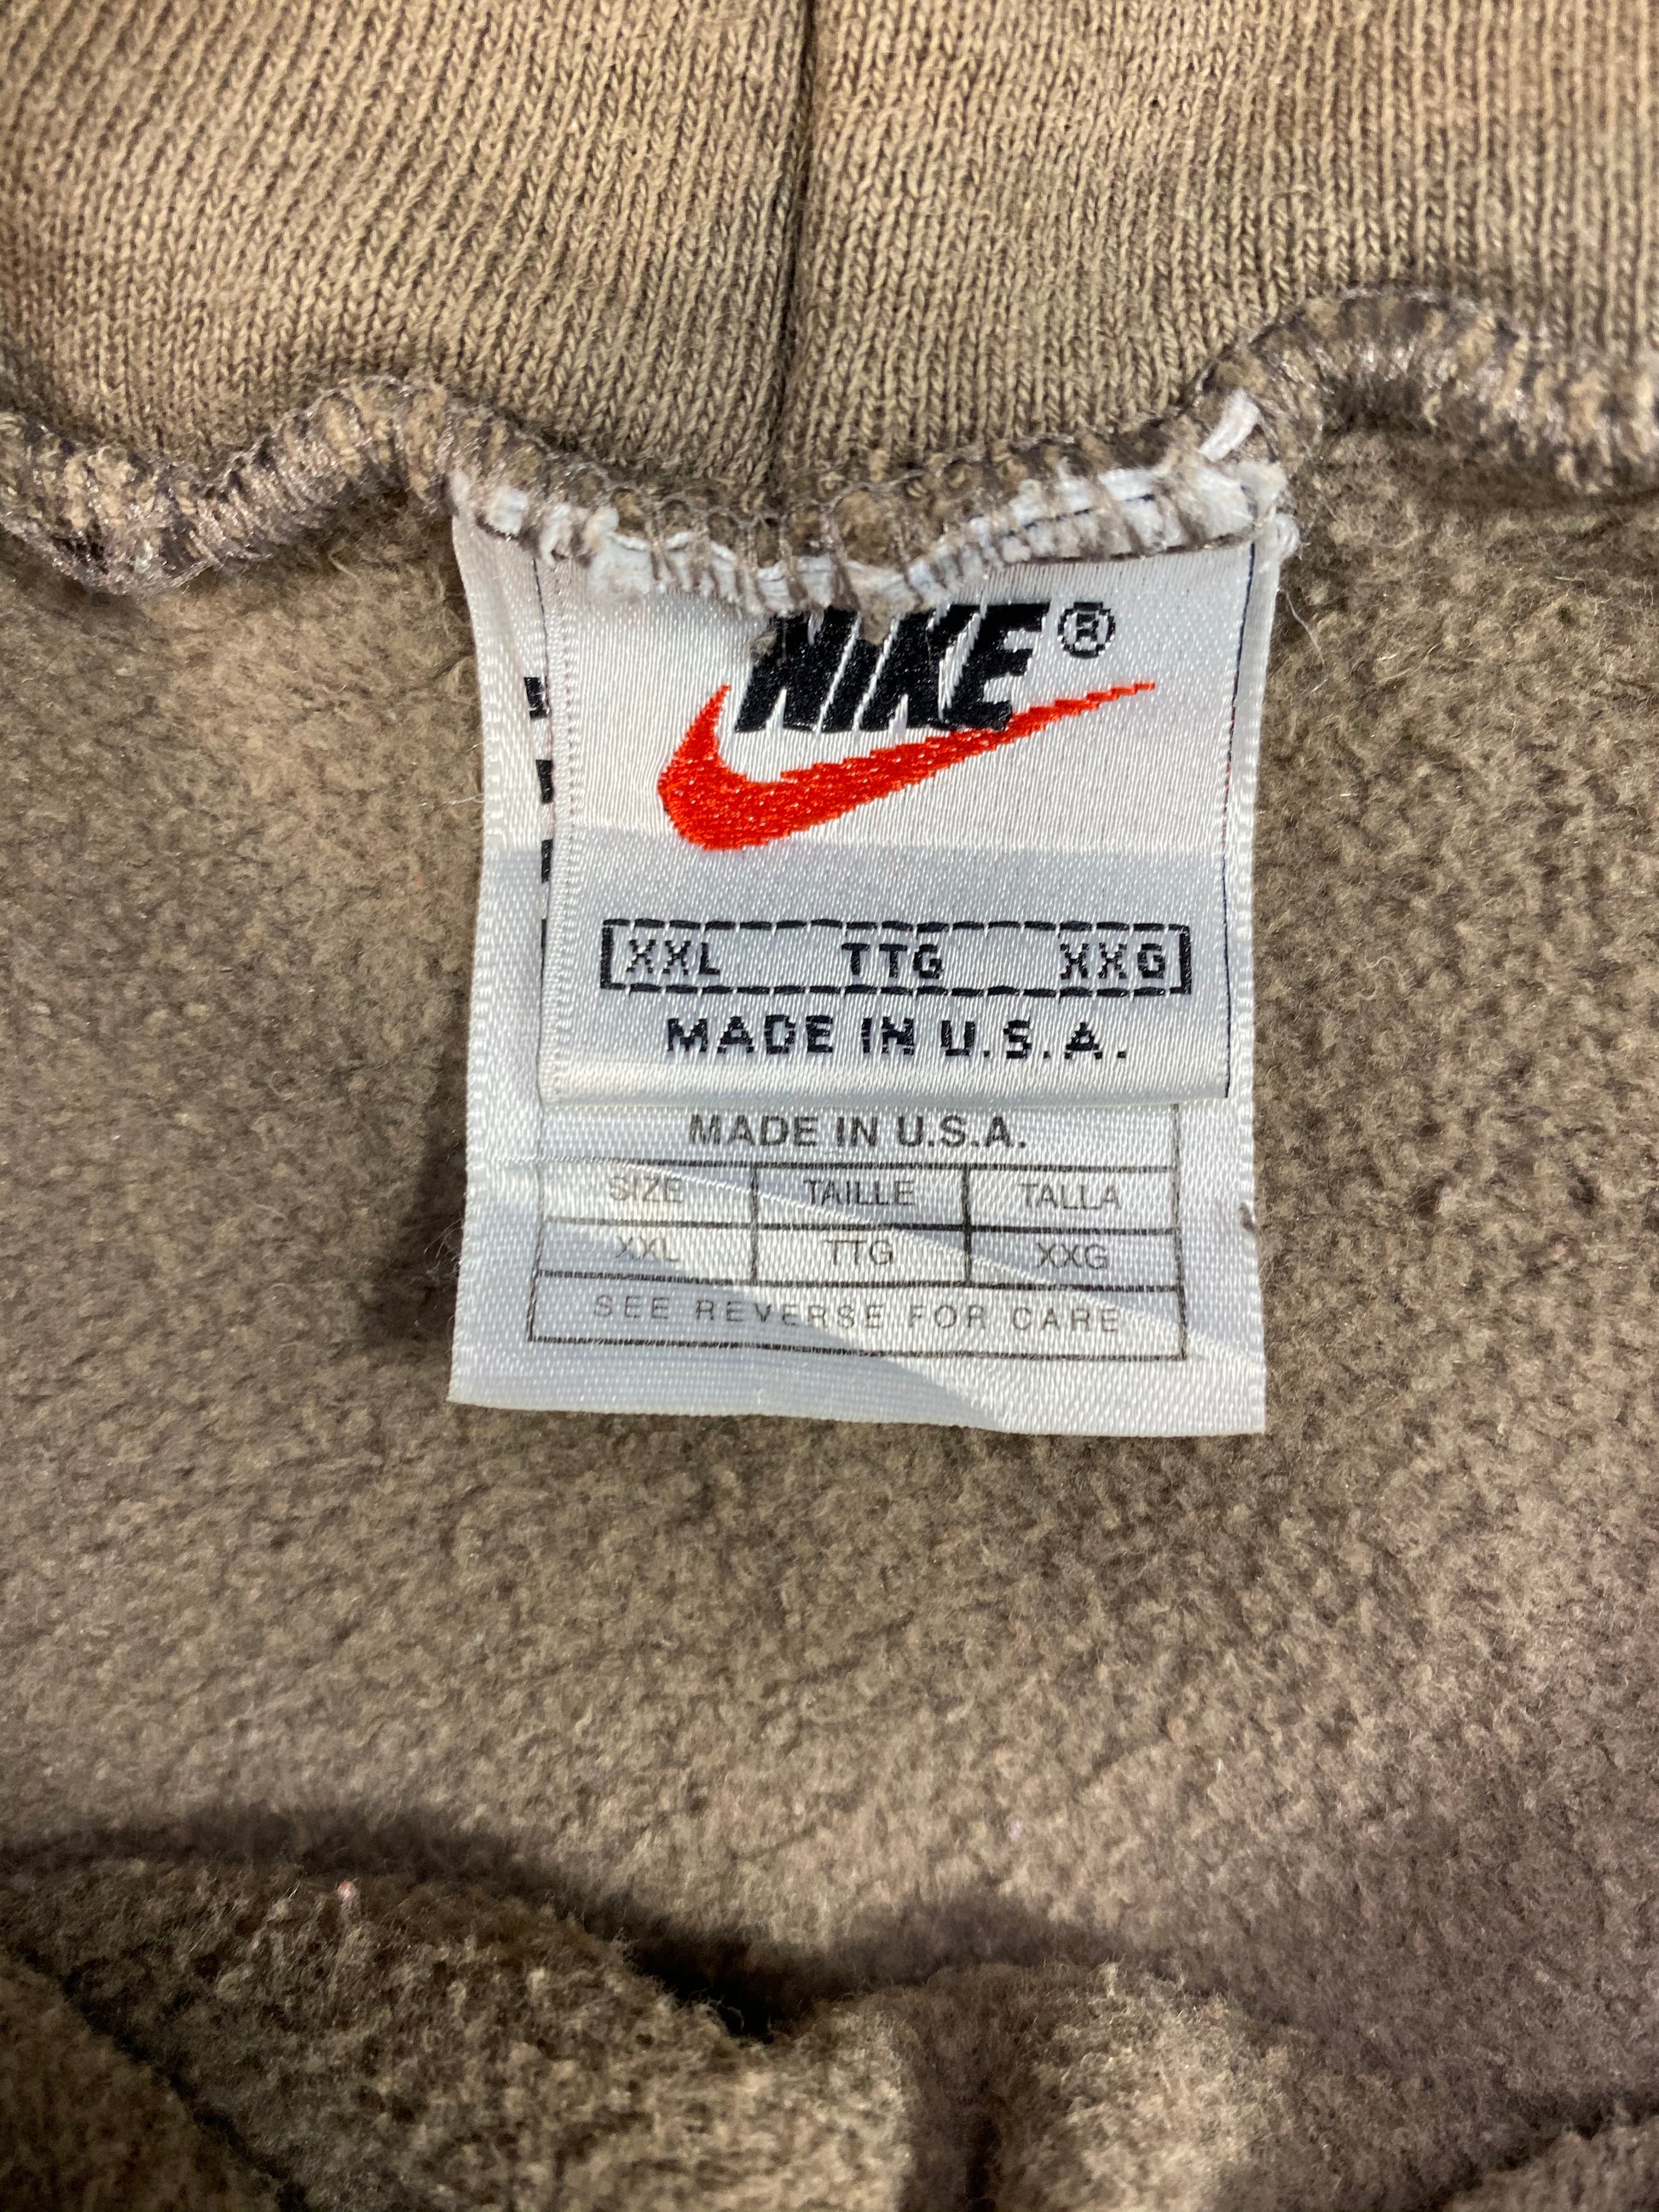 NIKE®
XXL TTG XXG
MADE IN U.S.A.
MADE IN U.S.A.
SIZE TAILLE TALLA
XXL TTG XXG
SEE REVERSE FOR CARE